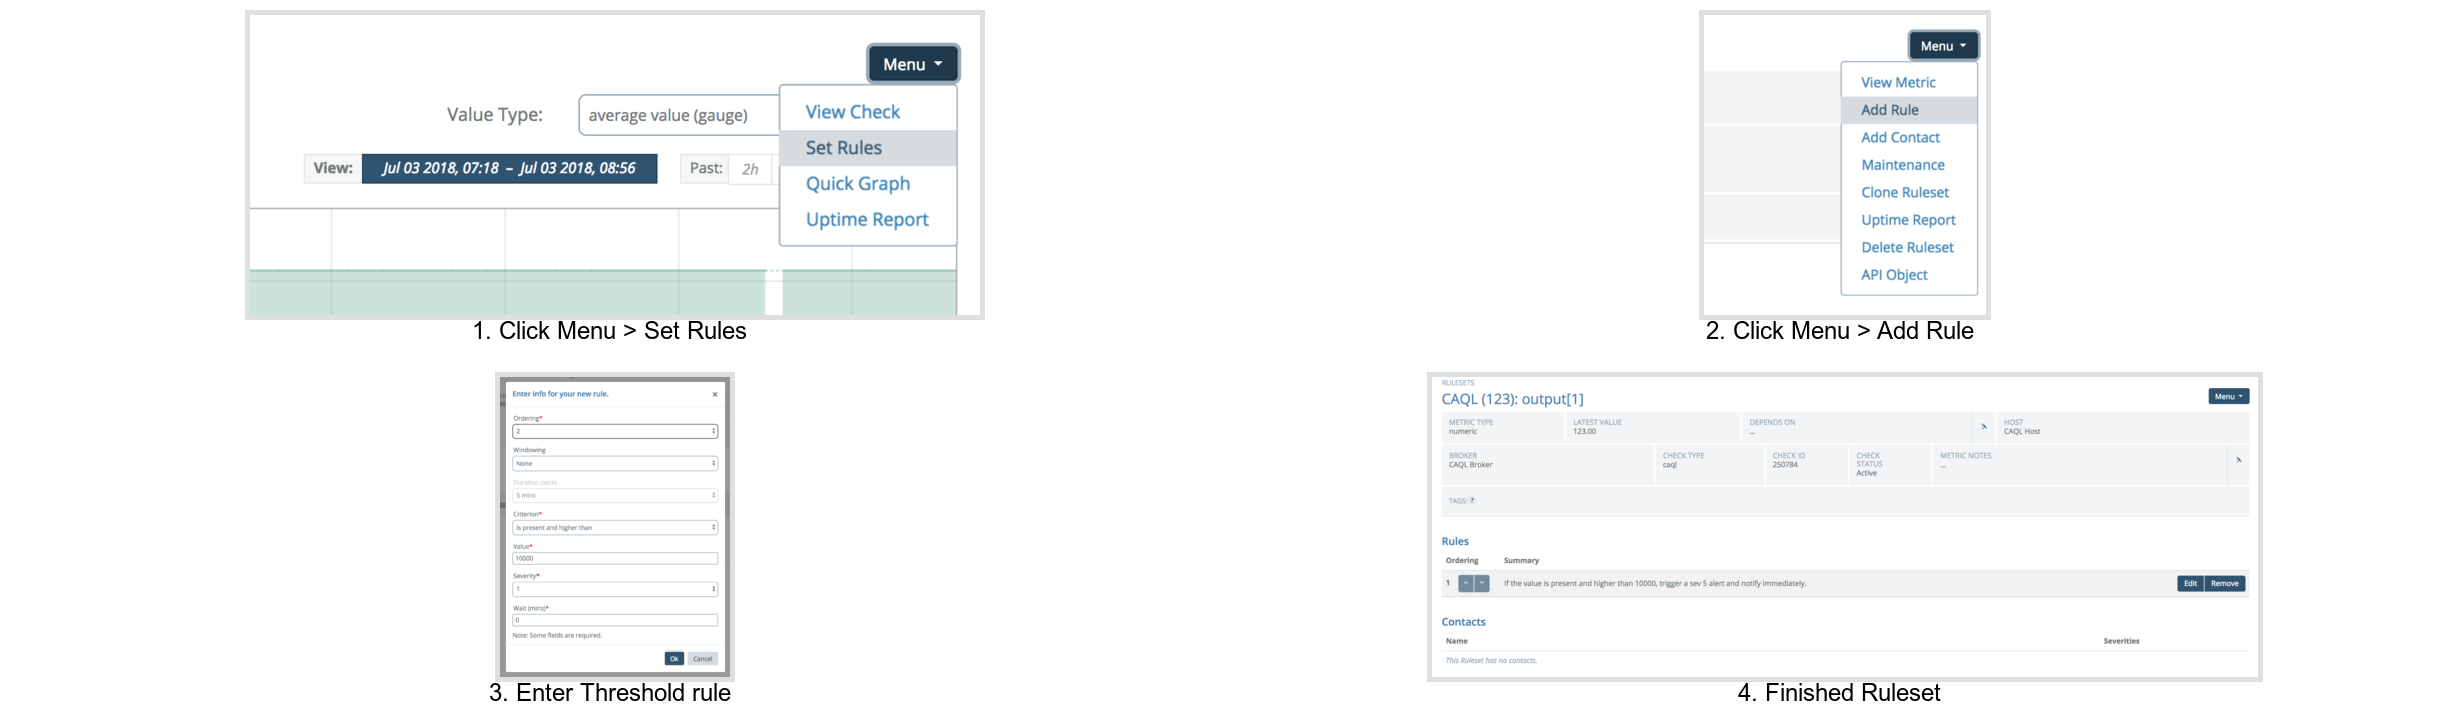 Menu
Value Type: average value (gauge)
View Check
Set Rules
View: Jul 03 2018, 07:18 – Jul 03 2018, 08:56 Past: 2h
Quick Graph
Uptime Report
1. Click Menu > Set Rules
Menu
View Metric
Add Rule
Add Contact
Maintenance
Clone Ruleset
Uptime Report
Delete Ruleset
API Object
2. Click Menu > Add Rule
Enter info for your new rule. ×
Ordering*
2
Windowing
None
Duration (secs)
5 mins
Criterion*
is present and higher than
Value*
10000
Severity*
1
Wait (mins)*
0
Note: Some fields are required.
Ok Cancel
3. Enter Threshold rule
RULESETS
CAQL (123): output[1] Menu
METRIC TYPE LATEST VALUE DEPENDS ON HOST
numeric 123.00 ... CAQL Host
BROKER CHECK TYPE CHECK ID CHECK STATUS METRIC NOTES
CAQL Broker caql 250784 Active ...
TAGS: ?
Rules
Ordering Summary
1 If the value is present and higher than 10000, trigger a sev 5 alert and notify immediately. Edit Remove
Contacts
Name Severities
This Ruleset has no contacts.
4. Finished Ruleset